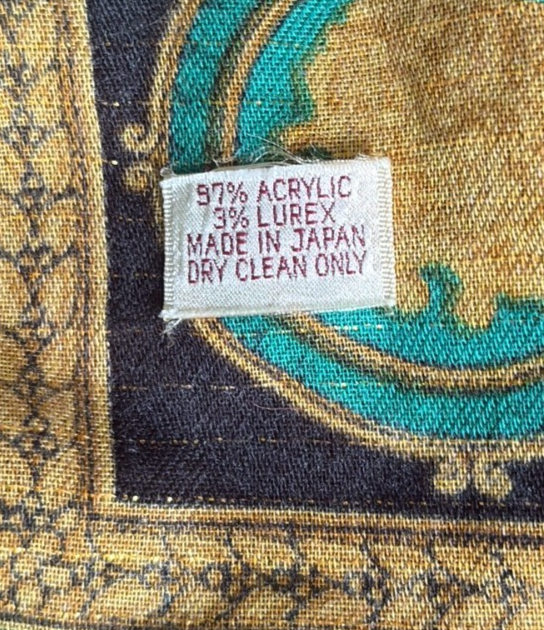 97% ACRYLIC
3% LUREX
MADE IN JAPAN
DRY CLEAN ONLY